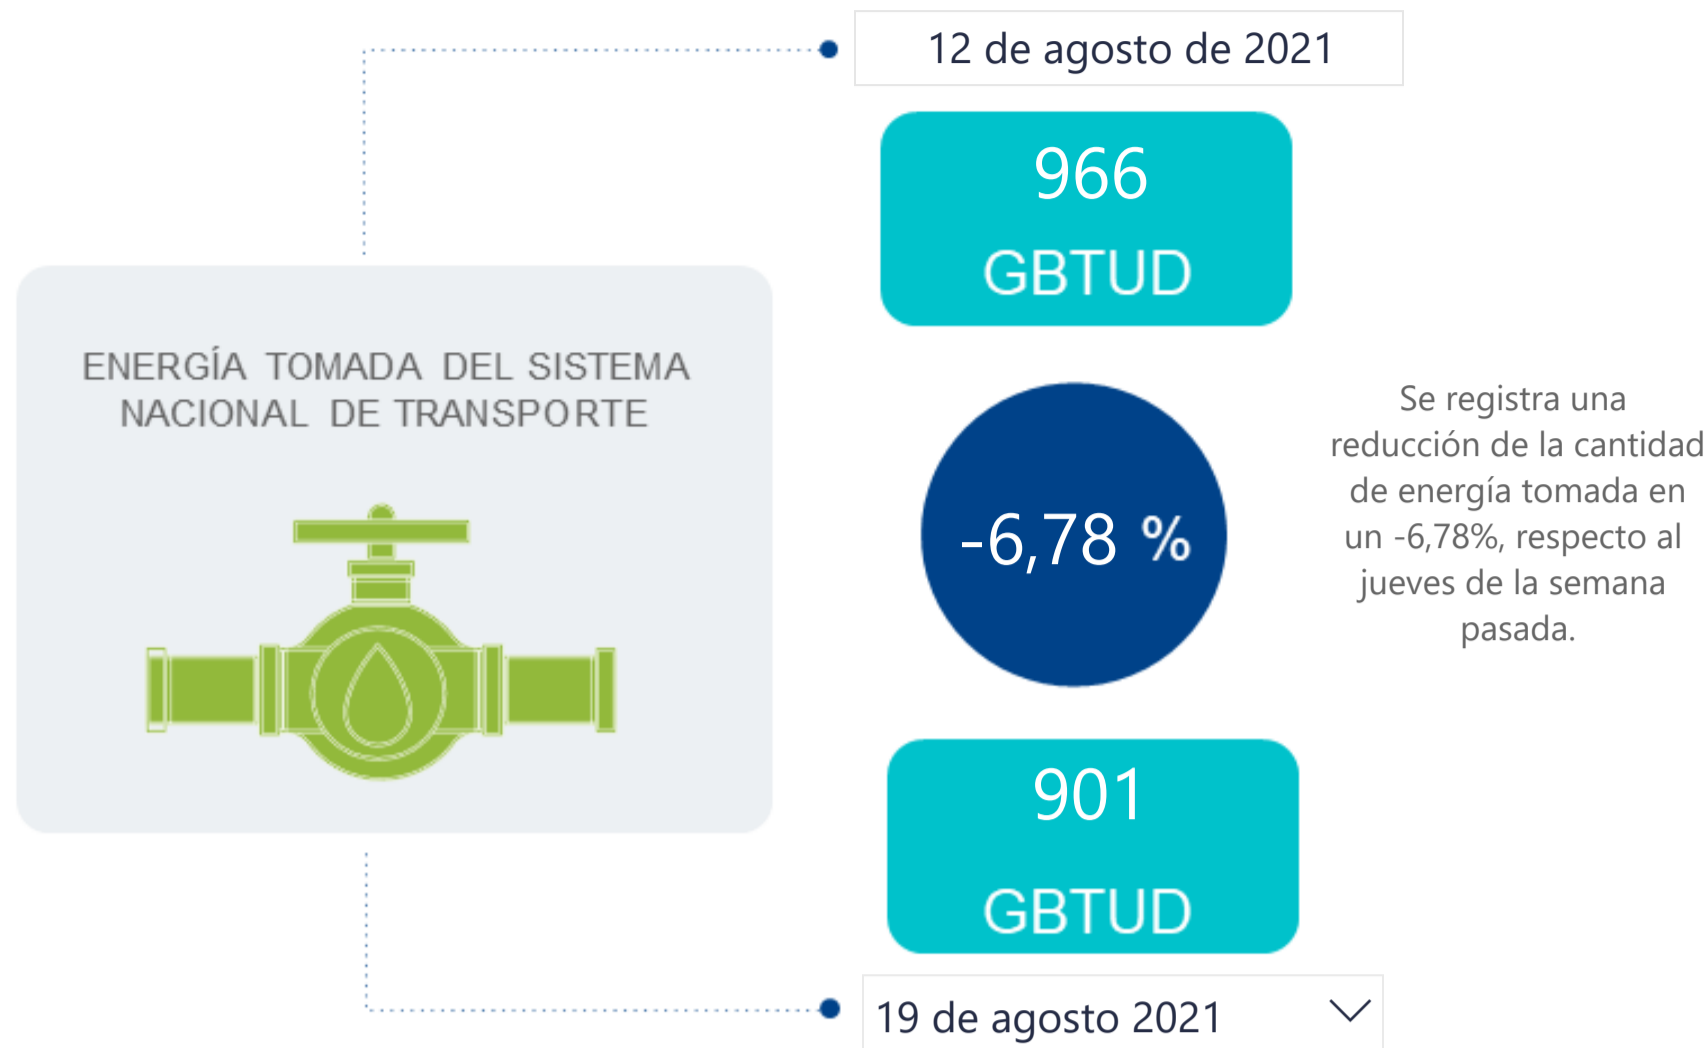 12 de agosto de 2021
966
GBTUD
ENERGÍA TOMADA DEL SISTEMA
NACIONAL DE TRANSPORTE
-6,78 %
Se registra una
reducción de la cantidad
de energía tomada en
un -6,78%, respecto al
jueves de la semana
pasada.
901
GBTUD
19 de agosto 2021